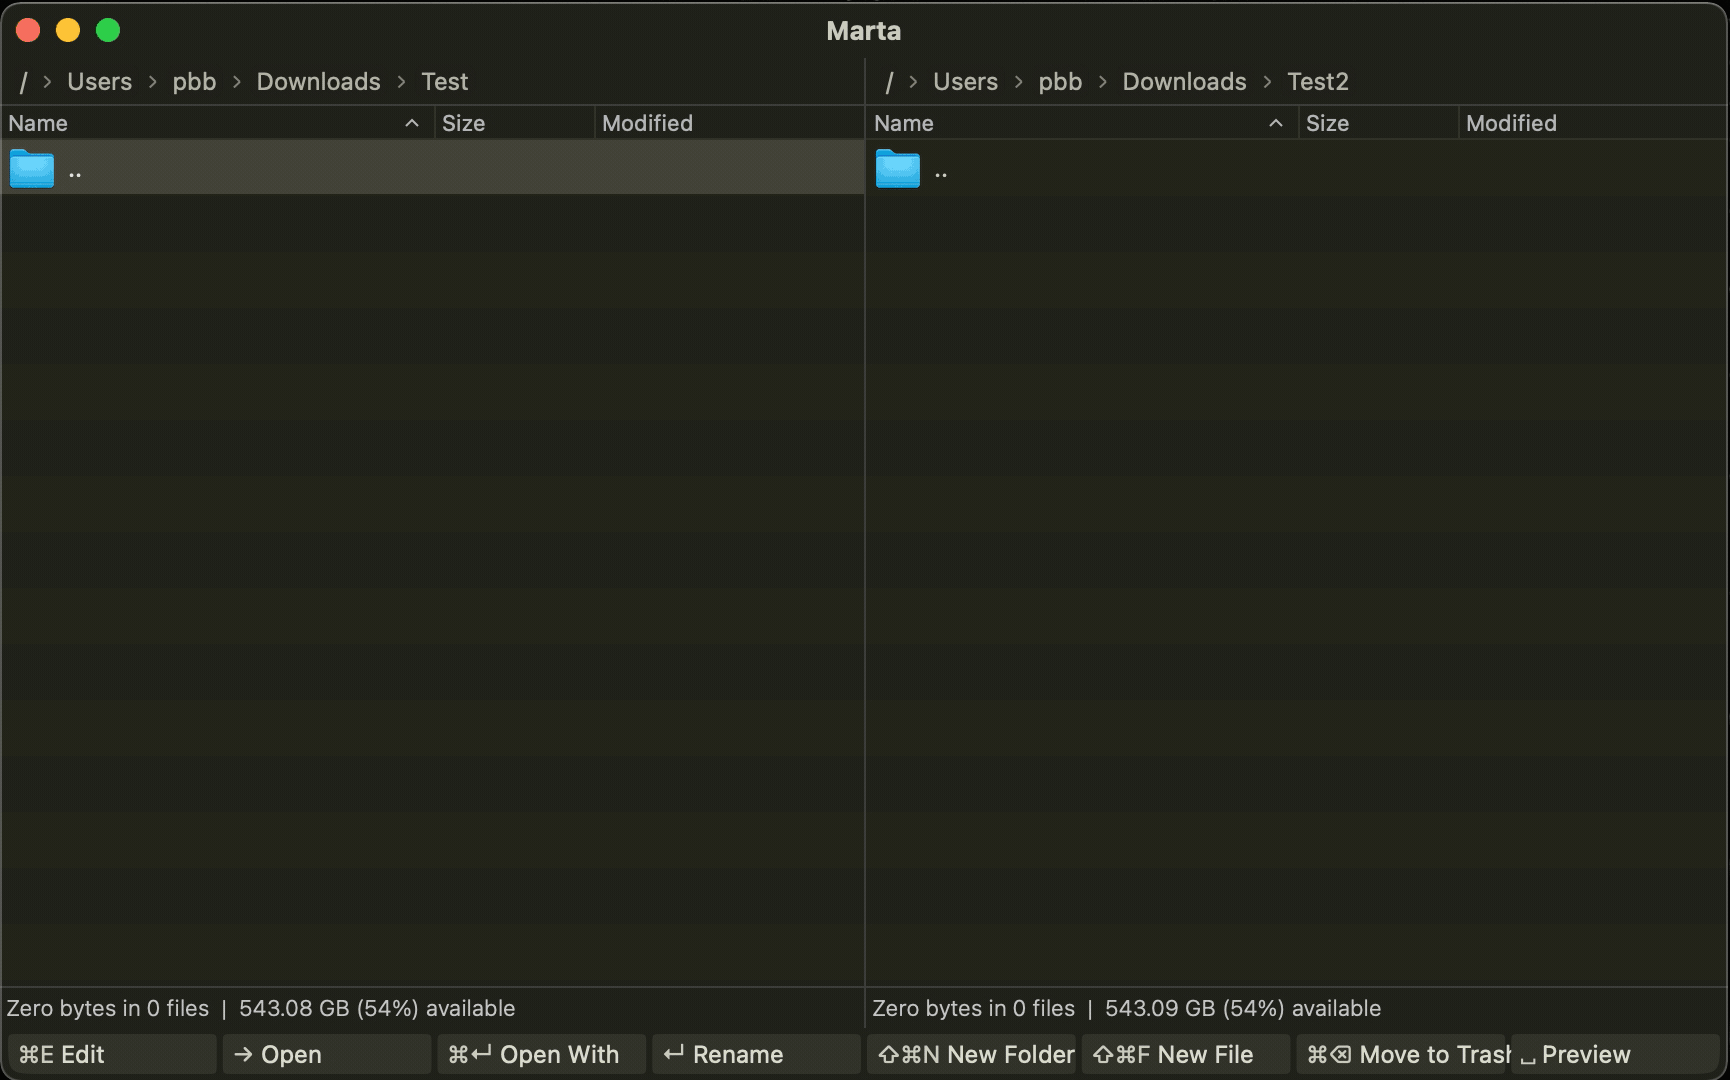 Marta
/ > Users > pbb > Downloads > Test
/ > Users > pbb > Downloads > Test2
Name Size Modified
Name Size Modified
..
..
Zero bytes in 0 files | 543.08 GB (54%) available
Zero bytes in 0 files | 543.09 GB (54%) available
⌘E Edit → Open ⌘↩ Open With ↩ Rename ⇧⌘N New Folder ⇧⌘F New File ⌘⌫ Move to Trash ⎵ Preview